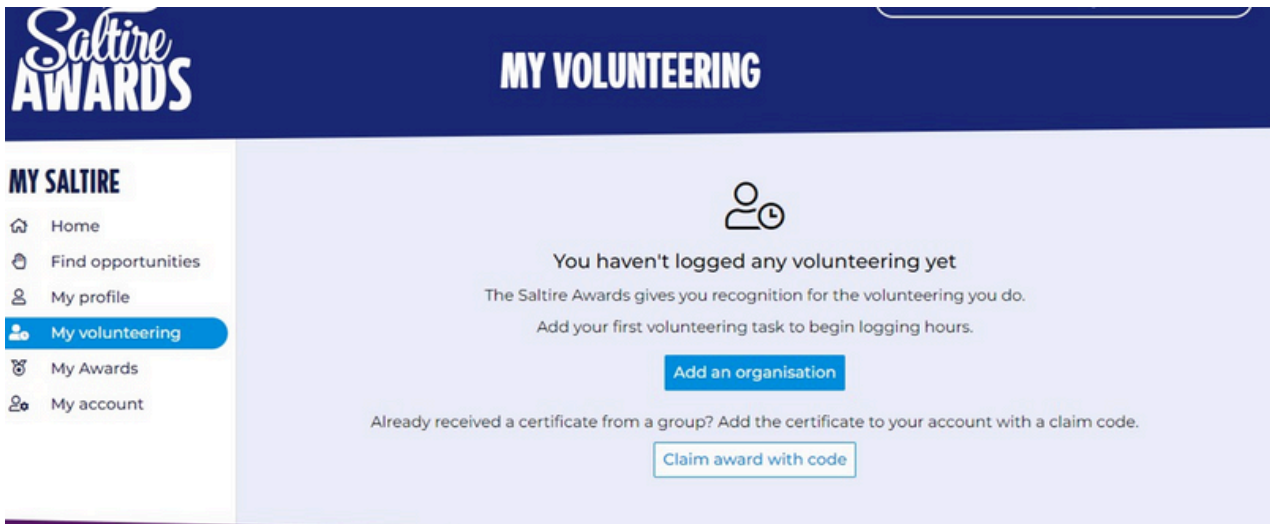 Saltire
AWARDS
MY VOLUNTEERING
MY SALTIRE
Home
Find opportunities
My profile
My volunteering
My Awards
My account
You haven't logged any volunteering yet
The Saltire Awards gives you recognition for the volunteering you do.
Add your first volunteering task to begin logging hours.
Add an organisation
Already received a certificate from a group? Add the certificate to your account with a claim code.
Claim award with code